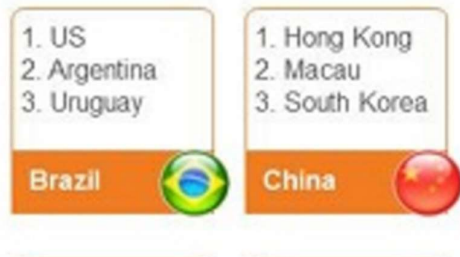 1. US
2. Argentina
3. Uruguay
Brazil
1. Hong Kong
2. Macau
3. South Korea
China